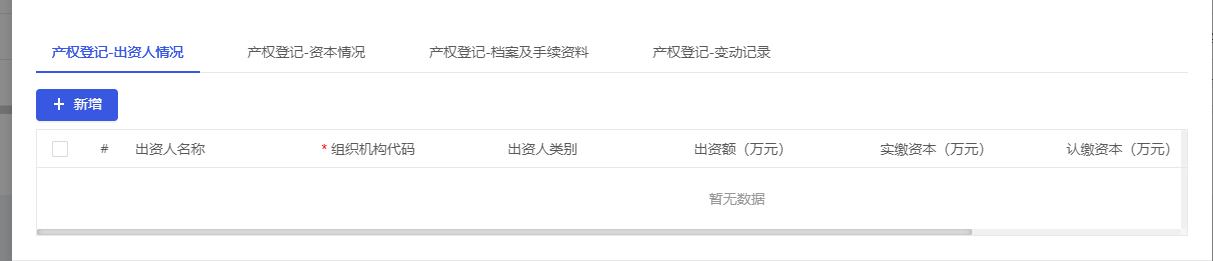 产权登记-出资人情况 产权登记-资本情况 产权登记-档案及手续资料 产权登记-变动记录
+ 新增
# 出资人名称 * 组织机构代码 出资人类别 出资额（万元） 实缴资本（万元） 认缴资本（万元）
暂无数据